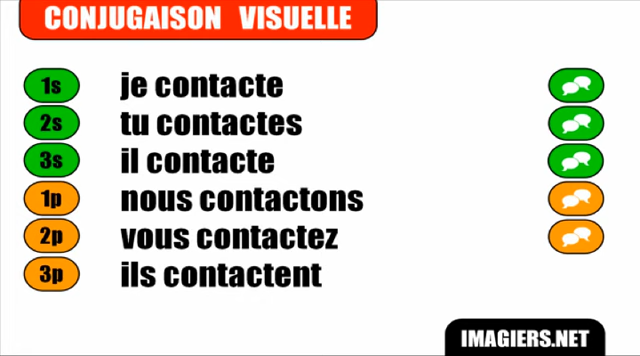 CONJUGAISON VISUELLE
1s je contacte
2s tu contactes
3s il contacte
1p nous contactons
2p vous contactez
3p ils contactent
IMAGIERS.NET